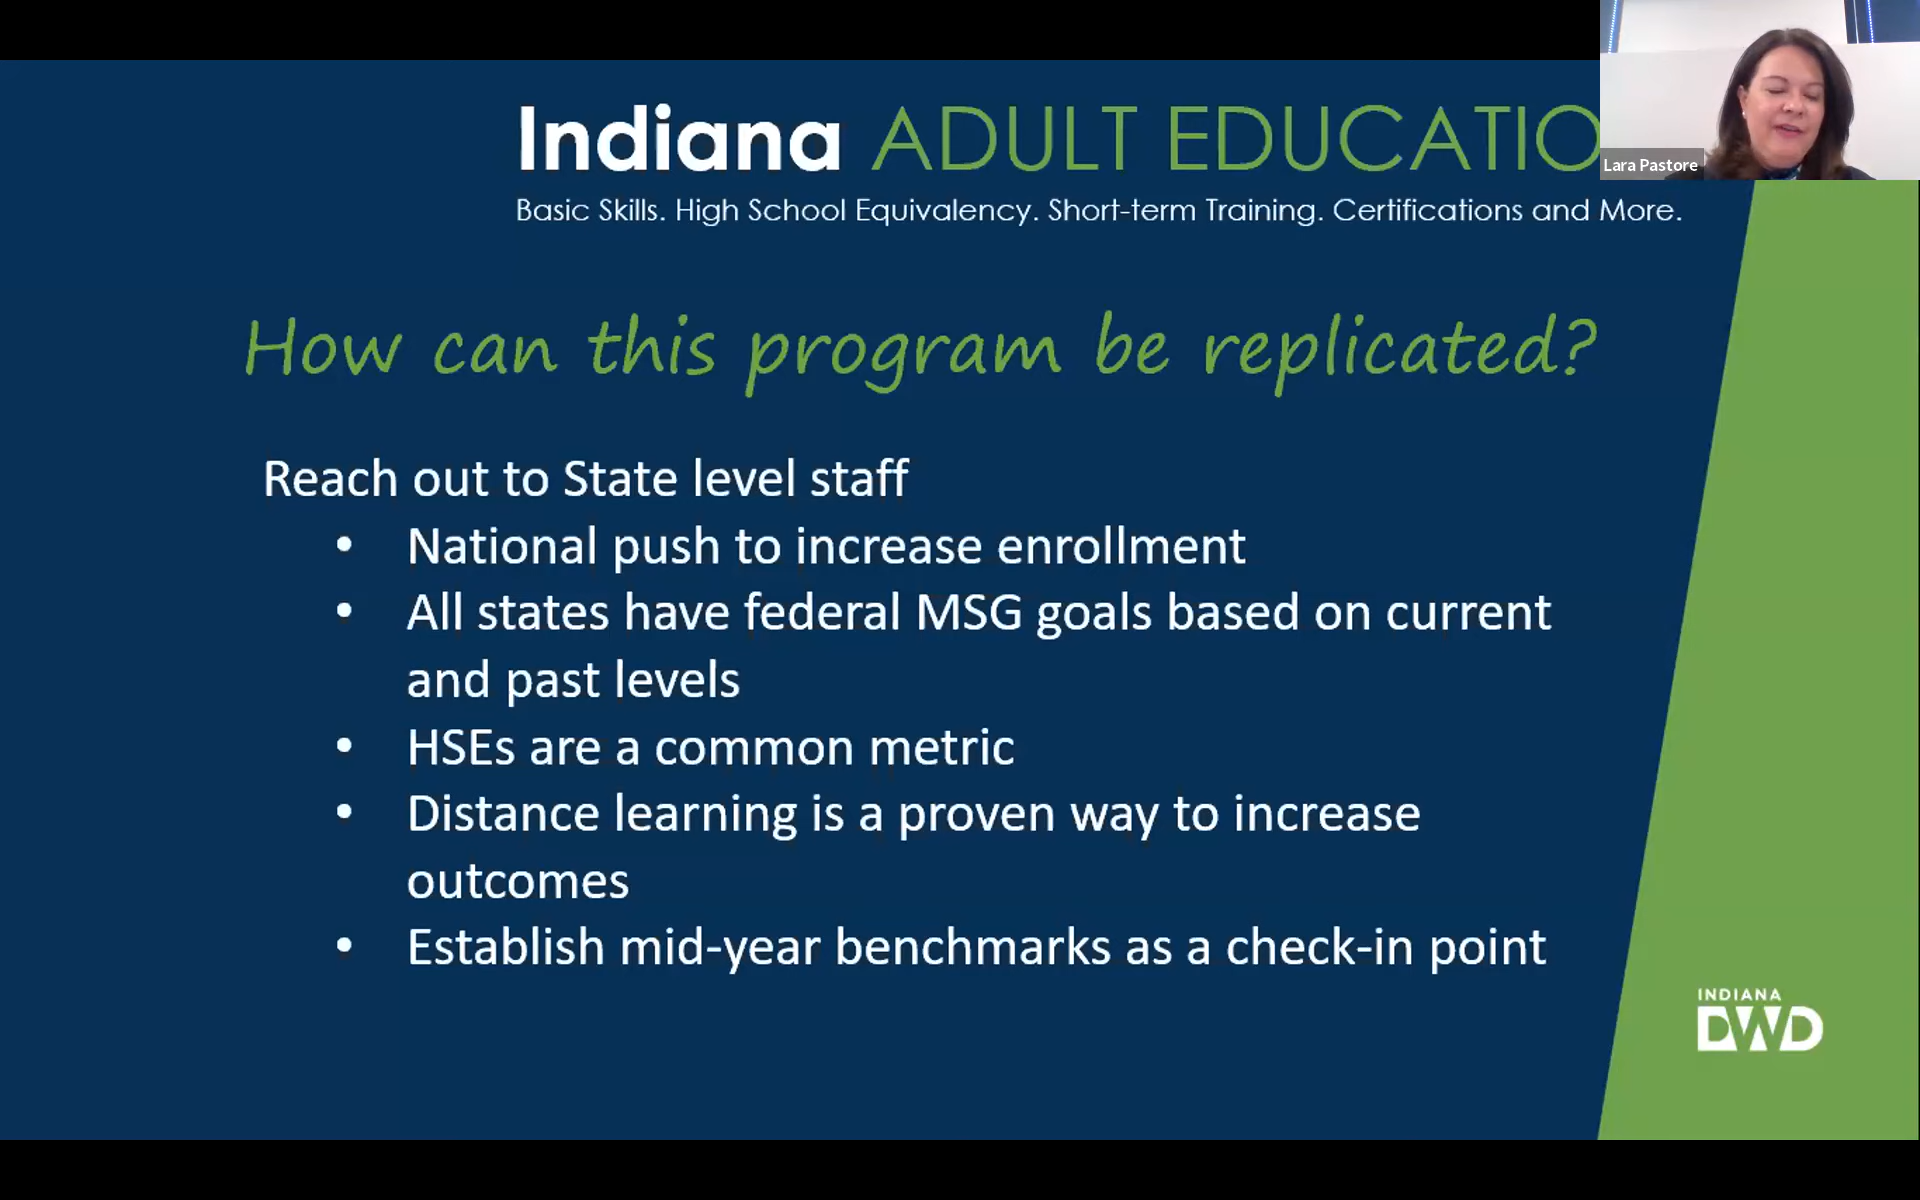 Indiana ADULT EDUCATIO
Lara Pastore
Basic Skills. High School Equivalency. Short-term Training. Certifications and More.
How can this program be replicated?
Reach out to State level staff
• National push to increase enrollment
• All states have federal MSG goals based on current
and past levels
• HSEs are a common metric
• Distance learning is a proven way to increase
outcomes
• Establish mid-year benchmarks as a check-in point
INDIANA
DWD